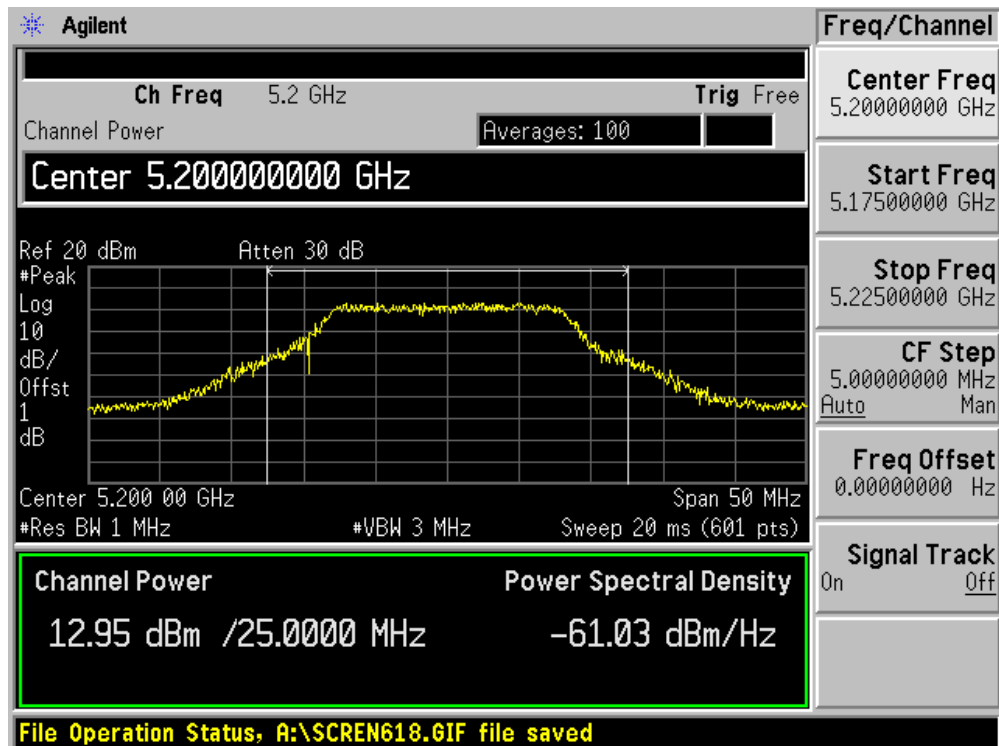 Agilent
Freq/Channel
Ch Freq 5.2 GHz Trig Free
Channel Power Averages: 100
Center 5.200000000 GHz
Ref 20 dBm Atten 30 dB
#Peak
Log
10
dB/
Offst
1
dB
Center 5.200 00 GHz Span 50 MHz
#Res BW 1 MHz #VBW 3 MHz Sweep 20 ms (601 pts)
Channel Power Power Spectral Density
12.95 dBm /25.0000 MHz -61.03 dBm/Hz
File Operation Status, A:\SCREN618.GIF file saved
Center Freq
5.20000000 GHz
Start Freq
5.17500000 GHz
Stop Freq
5.22500000 GHz
CF Step
5.00000000 MHz
Auto Man
Freq Offset
0.00000000 Hz
Signal Track
On Off